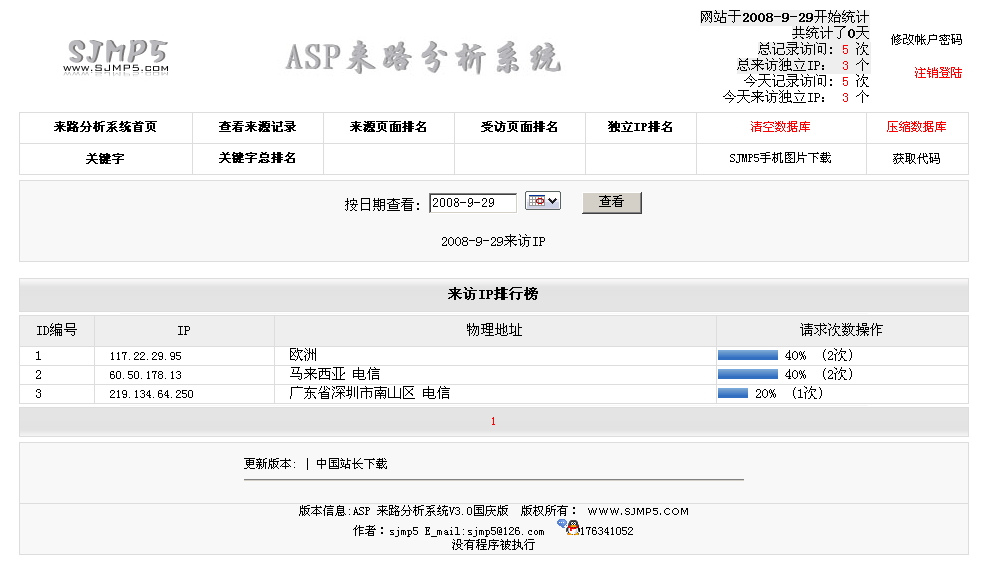 SJMP5
WWW.SJMP5.COM
ASP来路分析系统
网站于2008-9-29开始统计
共统计了0天
总记录访问: 5 次
总来访独立IP: 3 个
今天记录访问: 5 次
今天来访独立IP: 3 个
修改帐户密码
注销登陆
来路分析系统首页 查看来源记录 来源页面排名 受访页面排名 独立IP排名 清空数据库 压缩数据库
关键字 关键字总排名 SJMP5手机图片下载 获取代码
按日期查看: 2008-9-29 查看
2008-9-29来访IP
来访IP排行榜
ID编号 IP 物理地址 请求次数操作
1 117.22.29.95 欧洲 40% (2次)
2 60.50.178.13 马来西亚 电信 40% (2次)
3 219.134.64.250 广东省深圳市南山区 电信 20% (1次)
1
更新版本: | 中国站长下载
版本信息:ASP 来路分析系统V3.0国庆版 版权所有: WWW.SJMP5.COM
作者:sjmp5 E_mail:sjmp5@126.com 176341052
没有程序被执行